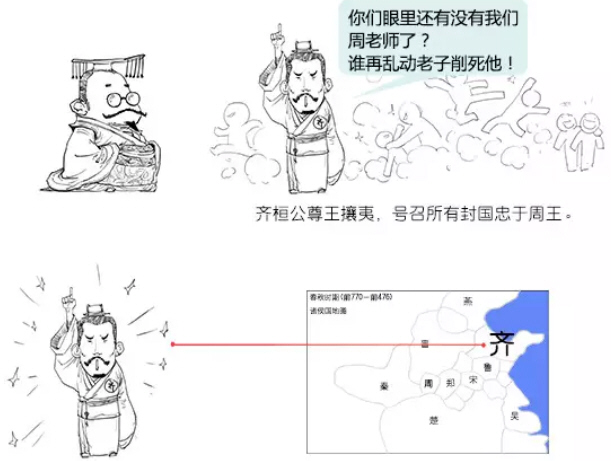 你们眼里还有没有我们
周老师了？
谁再乱动老子削死他！
齐
齐桓公尊王攘夷，号召所有封国忠于周王。
春秋时期(前770－前476)
诸侯国地图
燕
齐
晋
鲁
秦
周
郑
宋
楚
吴
齐